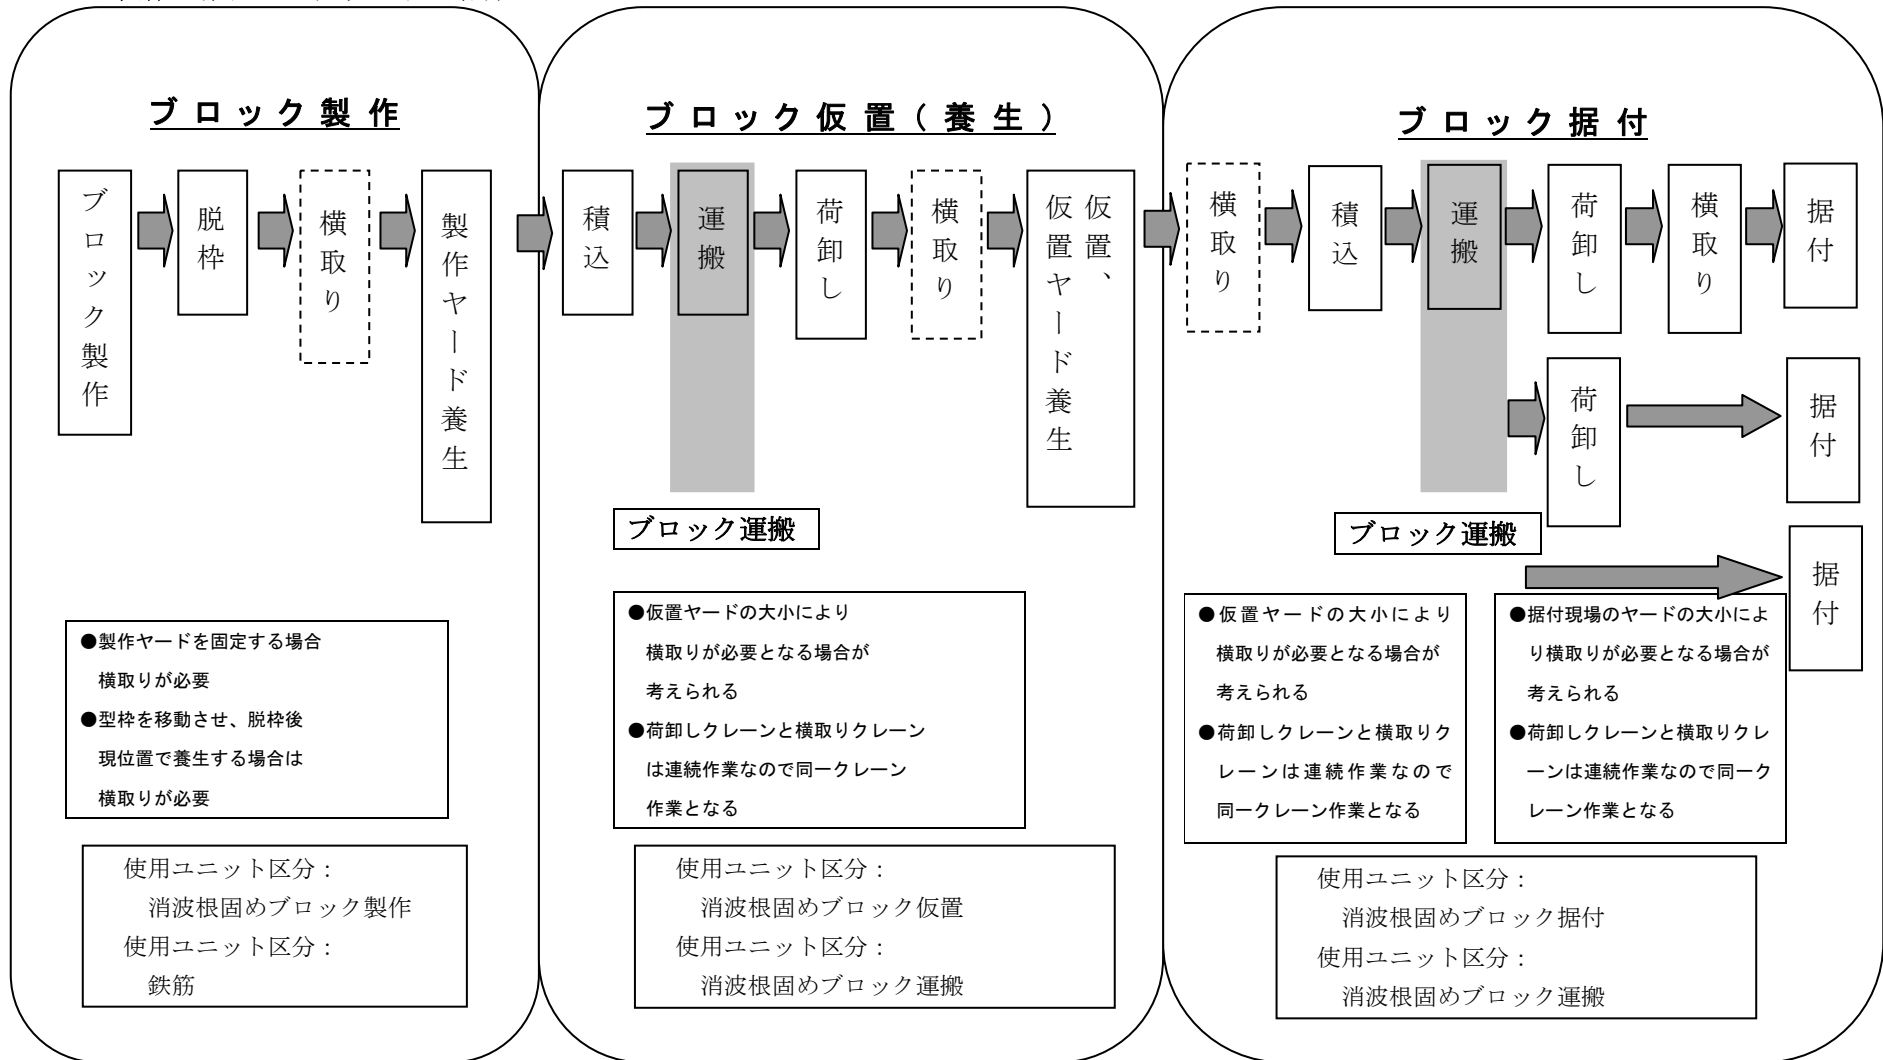 ブロック製作
ブロック製作
脱枠
横取り
製作ヤード養生
●製作ヤードを固定する場合
横取りが必要
●型枠を移動させ、脱枠後
現位置で養生する場合は
横取りが必要
使用ユニット区分：
消波根固めブロック製作
使用ユニット区分：
鉄筋
ブロック仮置(養生)
積込
運搬
荷卸し
横取り
仮置、
仮置ヤード養生
ブロック運搬
●仮置ヤードの大小により
横取りが必要となる場合が
考えられる
●荷卸しクレーンと横取りクレーン
は連続作業なので同一クレーン
作業となる
使用ユニット区分：
消波根固めブロック仮置
使用ユニット区分：
消波根固めブロック運搬
ブロック据付
横取り
積込
運搬
荷卸し
横取り
据付
荷卸し
据付
据付
ブロック運搬
●仮置ヤードの大小により
横取りが必要となる場合が
考えられる
●荷卸しクレーンと横取りク
レーンは連続作業なので
同一クレーン作業となる
●据付現場のヤードの大小によ
り横取りが必要となる場合が
考えられる
●荷卸しクレーンと横取りクレ
ーンは連続作業なので同一ク
レーン作業となる
使用ユニット区分：
消波根固めブロック据付
使用ユニット区分：
消波根固めブロック運搬